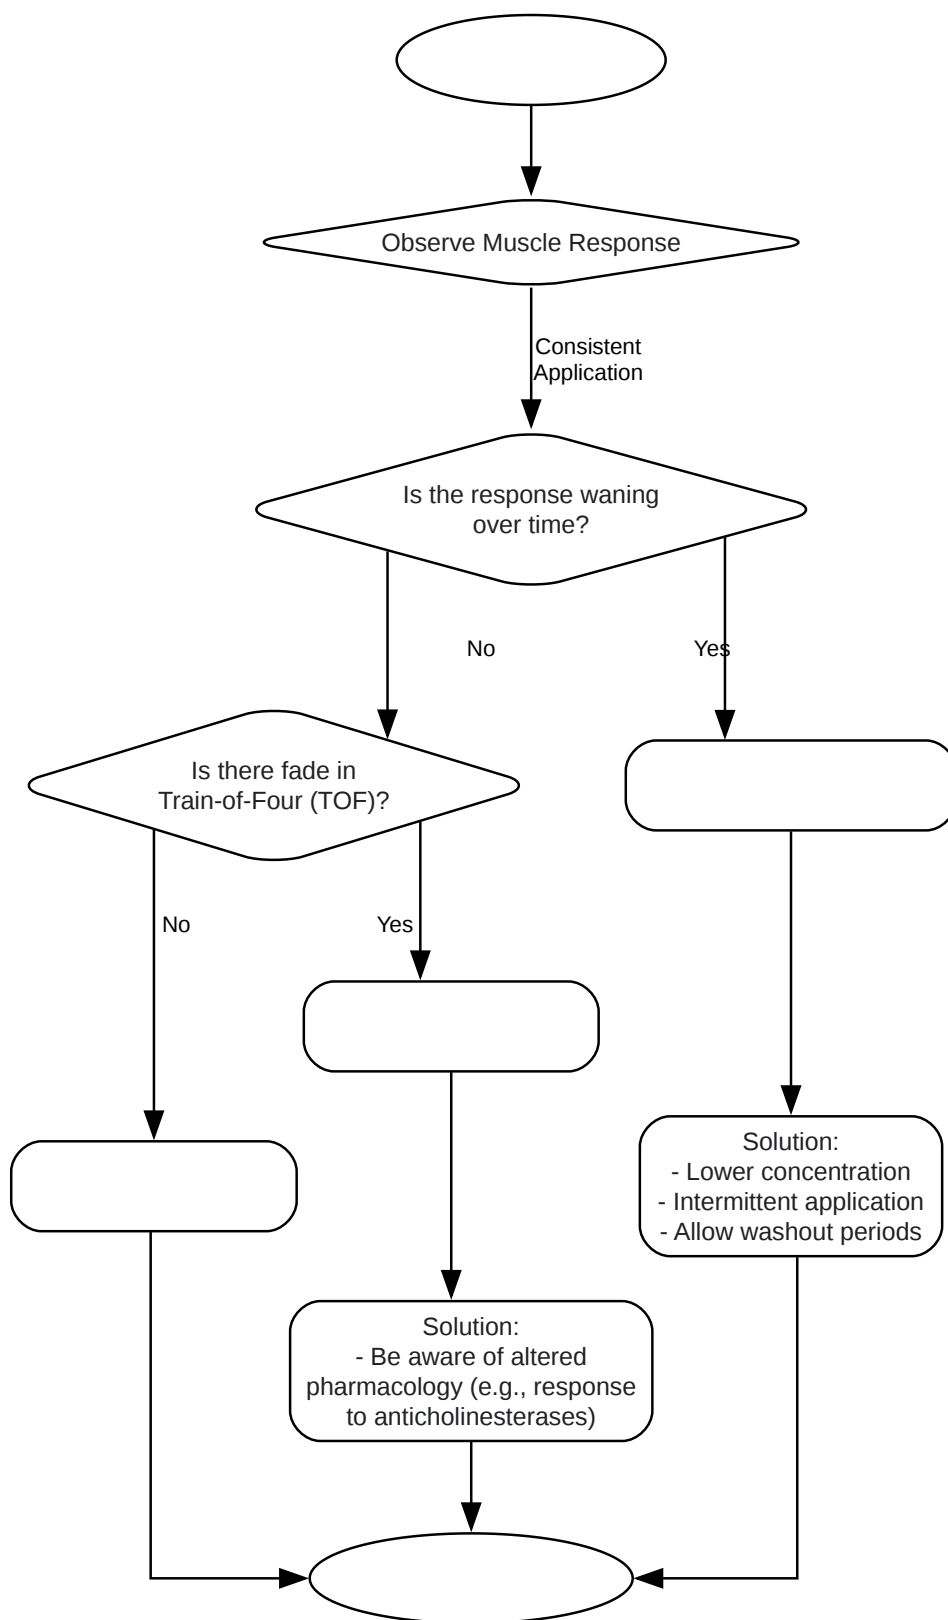 Observe Muscle Response
Consistent
Application
Is the response waning
over time?
No
Yes
Is there fade in
Train-of-Four (TOF)?
No
Yes
Solution:
- Lower concentration
- Intermittent application
- Allow washout periods
Solution:
- Be aware of altered
pharmacology (e.g., response
to anticholinesterases)